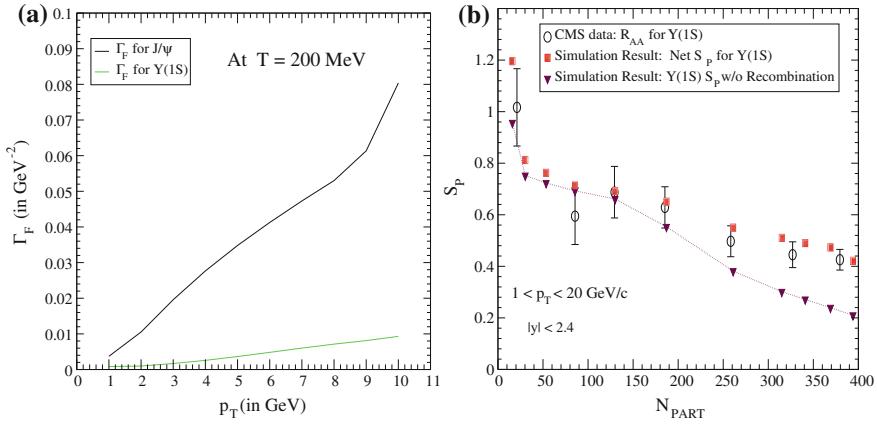 (a)
0.1
0.09
0.08
0.07
0.06
0.05
0.04
0.03
0.02
0.01
0
Γ_F (in GeV⁻²)
Γ_F for J/ψ
Γ_F for Y(1S)
At T = 200 MeV
0 1 2 3 4 5 6 7 8 9 10 11
p_T(in GeV)
(b)
1.2
1
0.8
0.6
0.4
0.2
0
S_P
CMS data: R_AA for Y(1S)
Simulation Result: Net S_P for Y(1S)
Simulation Result: Y(1S) S_P w/o Recombination
1 < p_T < 20 GeV/c
|y| < 2.4
0 50 100 150 200 250 300 350 400
N_PART